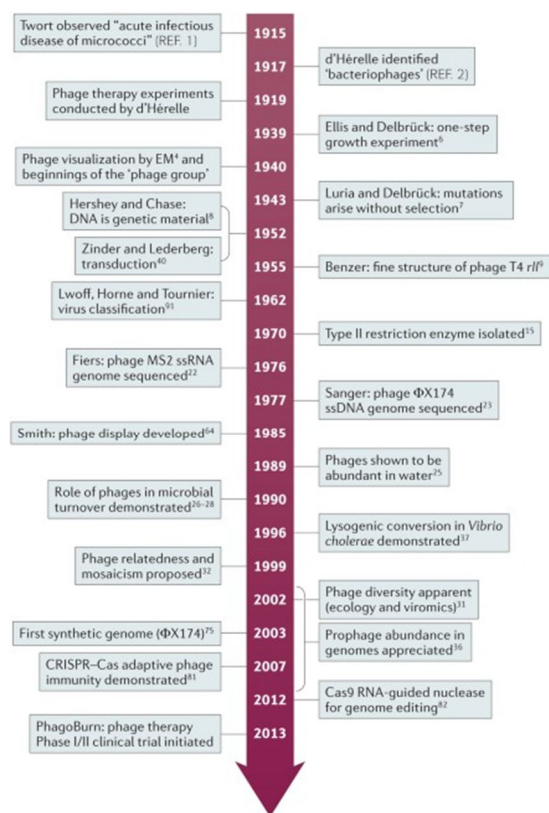 Twort observed “acute infectious
disease of micrococci” (REF. 1)
1915
1917
d’Hérelle identified
‘bacteriophages’ (REF. 2)
Phage therapy experiments
conducted by d’Hérelle
1919
1939
Ellis and Delbrück: one-step
growth experiment⁶
Phage visualization by EM⁴ and
beginnings of the ‘phage group’
1940
1943
Luria and Delbrück: mutations
arise without selection⁷
Hershey and Chase:
DNA is genetic material⁸
1952
Zinder and Lederberg:
transduction⁴⁰
1955
Benzer: fine structure of phage T4 rII⁹
Lwoff, Horne and Tournier:
virus classification⁹¹
1962
1970
Type II restriction enzyme isolated¹⁵
Fiers: phage MS2 ssRNA
genome sequenced²²
1976
1977
Sanger: phage ΦX174
ssDNA genome sequenced²³
Smith: phage display developed⁶⁴
1985
1989
Phages shown to be
abundant in water²⁵
Role of phages in microbial
turnover demonstrated²⁶⁻²⁸
1990
1996
Lysogenic conversion in Vibrio
cholerae demonstrated³⁷
Phage relatedness and
mosaicism proposed³²
1999
2002
Phage diversity apparent
(ecology and viromics)³¹
First synthetic genome (ΦX174)⁷⁵
2003
Prophage abundance in
genomes appreciated³⁶
CRISPR–Cas adaptive phage
immunity demonstrated⁸¹
2007
2012
Cas9 RNA-guided nuclease
for genome editing⁸²
PhagoBurn: phage therapy
Phase I/II clinical trial initiated
2013